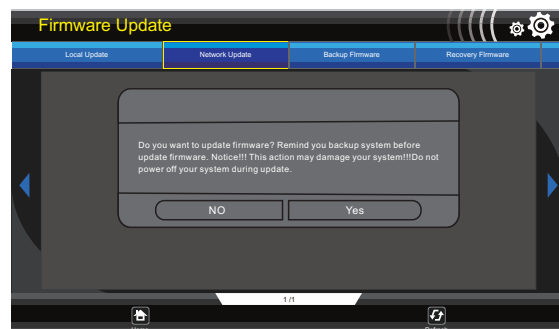 Firmware Update
Local Update
Network Update
Backup FIrmware
Recovery FIrmware
Do you want to update firmware? Remind you backup system before
update firmware. Notice!!! This action may damage your system!!!Do not
power off your system during update.
NO
Yes
1 /1